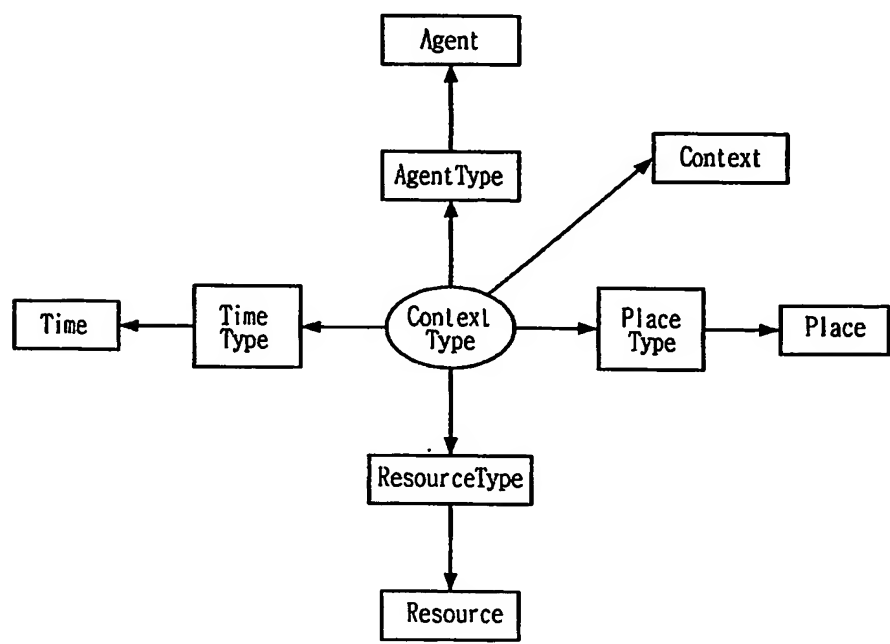 Agent
AgentType
Context
Time
Time
Type
Context
Type
Place
Type
Place
ResourceType
Resource